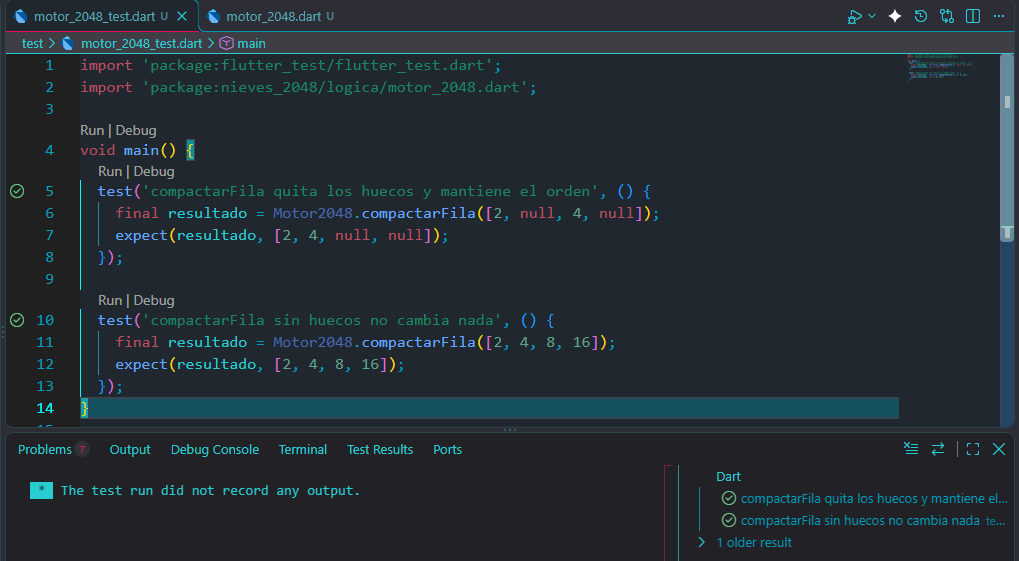 motor_2048_test.dart U
motor_2048.dart U
test > motor_2048_test.dart > main
1 import 'package:flutter_test/flutter_test.dart';
2 import 'package:nieves_2048/logica/motor_2048.dart';
3
Run | Debug
4 void main() {
Run | Debug
5 test('compactarFila quita los huecos y mantiene el orden', () {
6 final resultado = Motor2048.compactarFila([2, null, 4, null]);
7 expect(resultado, [2, 4, null, null]);
8 });
9
Run | Debug
10 test('compactarFila sin huecos no cambia nada', () {
11 final resultado = Motor2048.compactarFila([2, 4, 8, 16]);
12 expect(resultado, [2, 4, 8, 16]);
13 });
14 }
Problems 7 Output Debug Console Terminal Test Results Ports
* The test run did not record any output.
Dart
compactarFila quita los huecos y mantiene el...
compactarFila sin huecos no cambia nada te...
1 older result